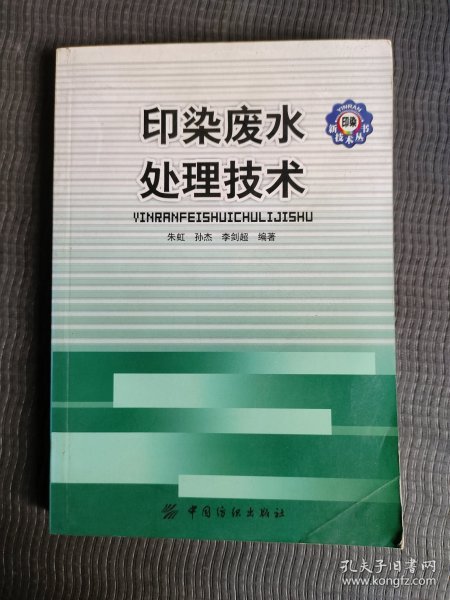 印染废水
处理技术
YINRANFEISHUICHULIJISHU
朱虹 孙杰 李剑超 编著
YINRAN
印染
新技术丛书
中国纺织出版社
孔夫子旧书网
www.kongfz.com